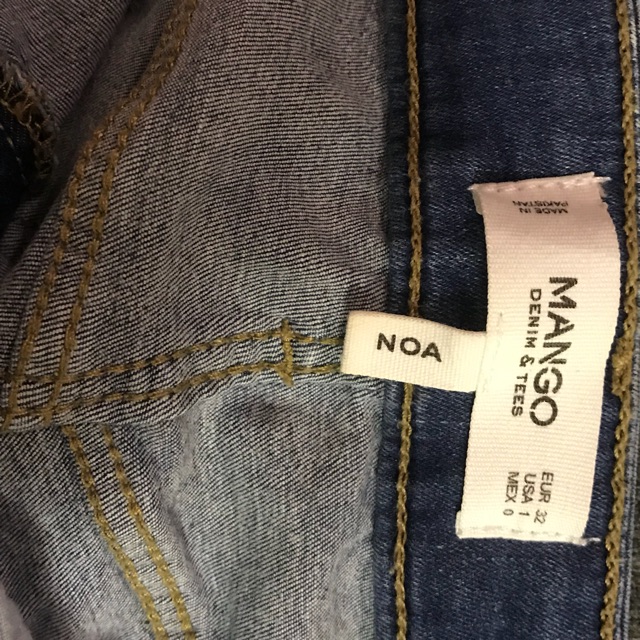 MADE IN
PAKISTAN
MANGO
DENIM & TEES
EUR 32
USA 1
MEX 0
NOA